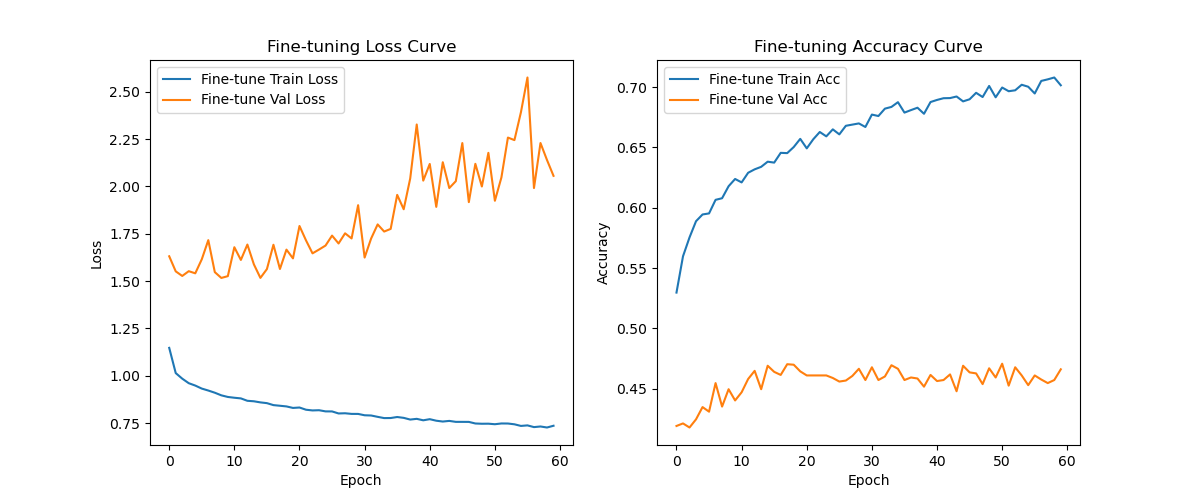 Fine-tuning Loss Curve
Fine-tune Train Loss
Fine-tune Val Loss
2.50
2.25
2.00
1.75
1.50
1.25
1.00
0.75
Loss
0 10 20 30 40 50 60
Epoch
Fine-tuning Accuracy Curve
Fine-tune Train Acc
Fine-tune Val Acc
0.70
0.65
0.60
0.55
0.50
0.45
Accuracy
0 10 20 30 40 50 60
Epoch